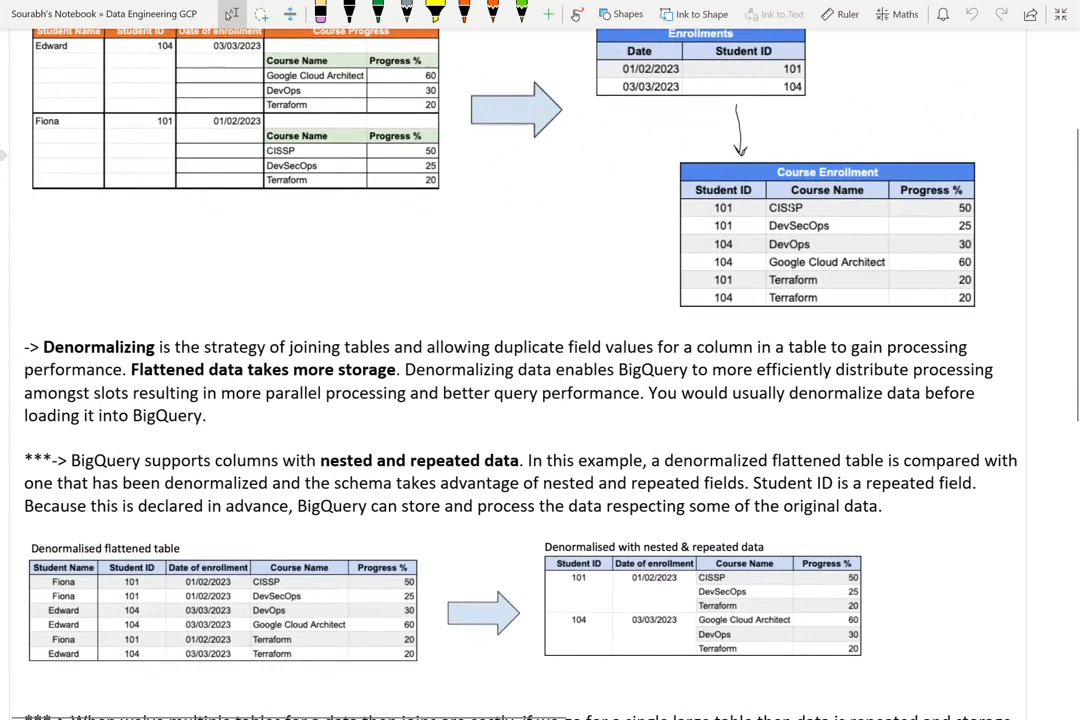 Sourabh's Notebook » Data Engineering GCP
Shapes
Ink to Shape
Ink to Text
Ruler
Maths
Student Name Student ID Date of enrollment Course Progress
Edward 104 03/03/2023
Course Name Progress %
Google Cloud Architect 60
DevOps 30
Terraform 20
Fiona 101 01/02/2023
Course Name Progress %
CISSP 50
DevSecOps 25
Terraform 20
Enrollments
Date Student ID
01/02/2023 101
03/03/2023 104
Course Enrollment
Student ID Course Name Progress %
101 CISSP 50
101 DevSecOps 25
104 DevOps 30
104 Google Cloud Architect 60
101 Terraform 20
104 Terraform 20
-> Denormalizing is the strategy of joining tables and allowing duplicate field values for a column in a table to gain processing
performance. Flattened data takes more storage. Denormalizing data enables BigQuery to more efficiently distribute processing
amongst slots resulting in more parallel processing and better query performance. You would usually denormalize data before
loading it into BigQuery.
***-> BigQuery supports columns with nested and repeated data. In this example, a denormalized flattened table is compared with
one that has been denormalized and the schema takes advantage of nested and repeated fields. Student ID is a repeated field.
Because this is declared in advance, BigQuery can store and process the data respecting some of the original data.
Denormalised flattened table
Student Name Student ID Date of enrollment Course Name Progress %
Fiona 101 01/02/2023 CISSP 50
Fiona 101 01/02/2023 DevSecOps 25
Edward 104 03/03/2023 DevOps 30
Edward 104 03/03/2023 Google Cloud Architect 60
Fiona 101 01/02/2023 Terraform 20
Edward 104 03/03/2023 Terraform 20
Denormalised with nested & repeated data
Student ID Date of enrollment Course Name Progress %
101 01/02/2023 CISSP 50
DevSecOps 25
Terraform 20
104 03/03/2023 Google Cloud Architect 60
DevOps 30
Terraform 20